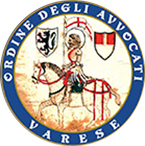 ORDINE DEGLI AVVOCATI
VARESE